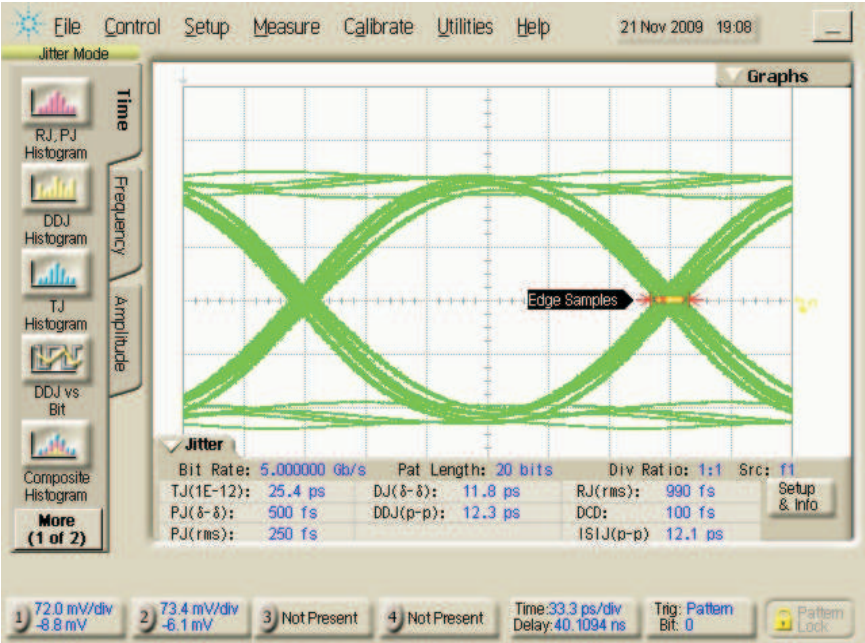 File Control Setup Measure Calibrate Utilities Help 21 Nov 2009 19:08
Jitter Mode
Graphs
Time
Frequency
Amplitude
RJ, PJ
Histogram
DDJ
Histogram
TJ
Histogram
DDJ vs
Bit
Composite
Histogram
More
(1 of 2)
Edge Samples
Jitter
Bit Rate: 5.000000 Gb/s Pat Length: 20 bits Div Ratio: 1:1 Src: f1
TJ(1E-12): 25.4 ps DJ(δ-δ): 11.8 ps RJ(rms): 990 fs
PJ(δ-δ): 500 fs DDJ(p-p): 12.3 ps DCD: 100 fs
PJ(rms): 250 fs ISIJ(p-p) 12.1 ps
Setup
& Info
1) 72.0 mV/div
-8.8 mV
2) 73.4 mV/div
-6.1 mV
3) Not Present
4) Not Present
Time:33.3 ps/div
Delay:40.1094 ns
Trig: Pattern
Bit: 0
Pattern
Lock